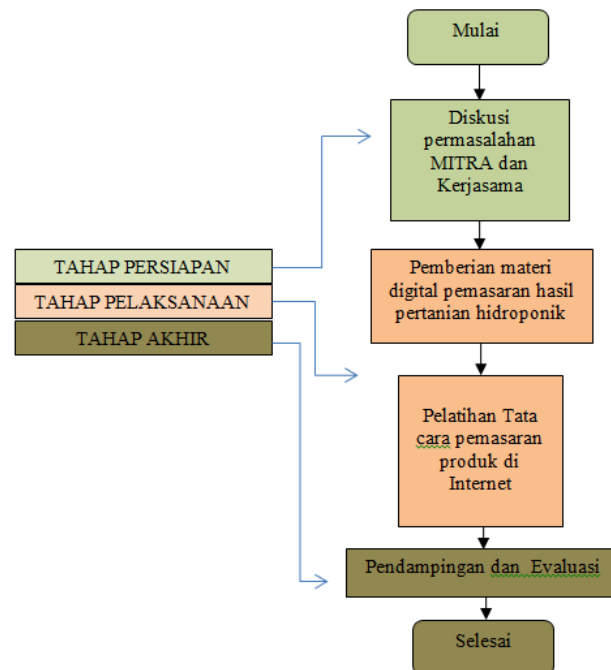 Mulai
Diskusi
permasalahan
MITRA dan
Kerjasama
TAHAP PERSIAPAN
TAHAP PELAKSANAAN
TAHAP AKHIR
Pemberian materi
digital pemasaran hasil
pertanian hidroponik
Pelatihan Tata
cara pemasaran
produk di
Internet
Pendampingan dan Evaluasi
Selesai